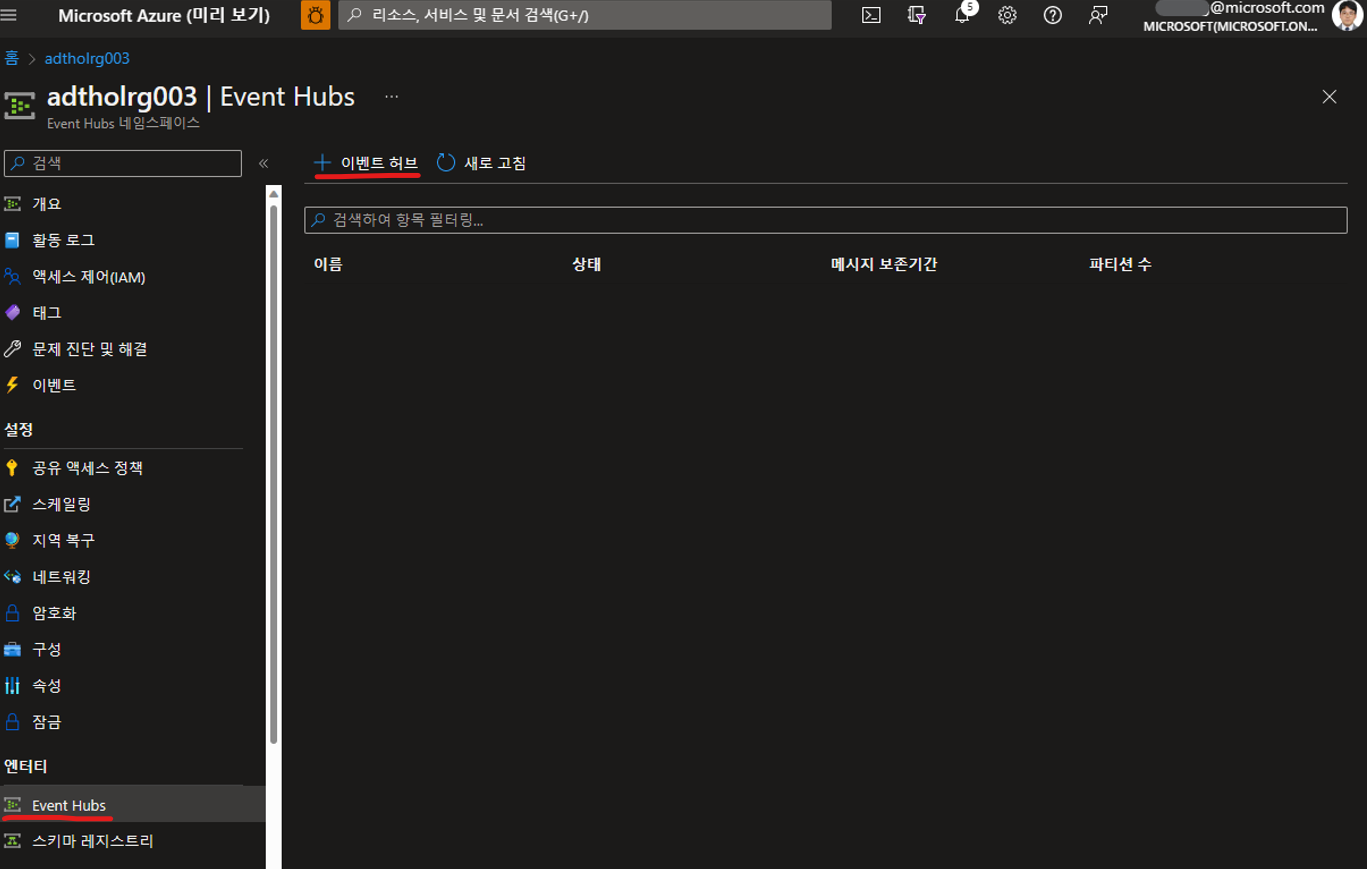 Microsoft Azure (미리 보기)
리소스, 서비스 및 문서 검색(G+/)
5
@microsoft.com
MICROSOFT(MICROSOFT.ON...
홈 > adtholrg003
adtholrg003 | Event Hubs ...
Event Hubs 네임스페이스
검색
«
이벤트 허브
새로 고침
개요
활동 로그
액세스 제어(IAM)
태그
문제 진단 및 해결
이벤트
설정
공유 액세스 정책
스케일링
지역 복구
네트워킹
암호화
구성
속성
잠금
엔터티
Event Hubs
스키마 레지스트리
검색하여 항목 필터링...
이름
상태
메시지 보존기간
파티션 수